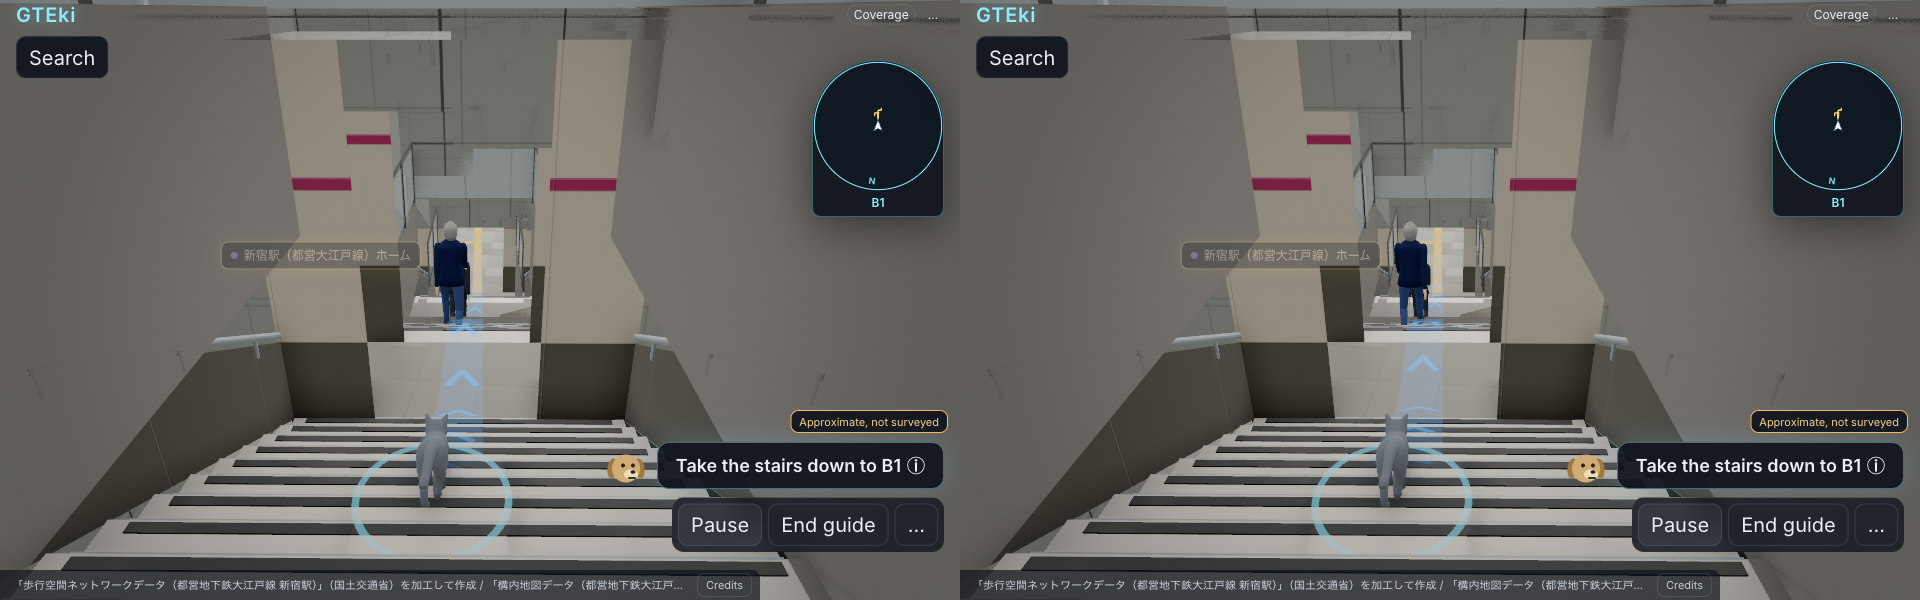 GTEki
Coverage
...
Search
N
B1
新宿駅（都営大江戸線）ホーム
Approximate, not surveyed
Take the stairs down to B1 ⓘ
Pause
End guide
...
「歩行空間ネットワークデータ（都営地下鉄大江戸線 新宿駅）」（国土交通省）を加工して作成 / 「構内地図データ（都営地下鉄大江戸...
Credits
GTEki
Coverage
...
Search
N
B1
新宿駅（都営大江戸線）ホーム
Approximate, not surveyed
Take the stairs down to B1 ⓘ
Pause
End guide
...
「歩行空間ネットワークデータ（都営地下鉄大江戸線 新宿駅）」（国土交通省）を加工して作成 / 「構内地図データ（都営地下鉄大江戸...
Credits